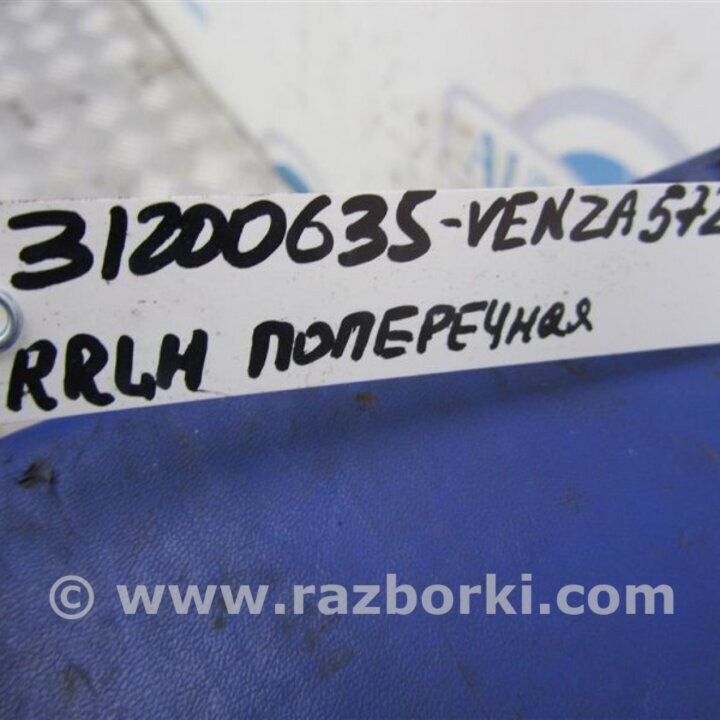 31200635-VENZA572
RRLH ПОПЕРЕЧНАЯ
© www.razborki.com